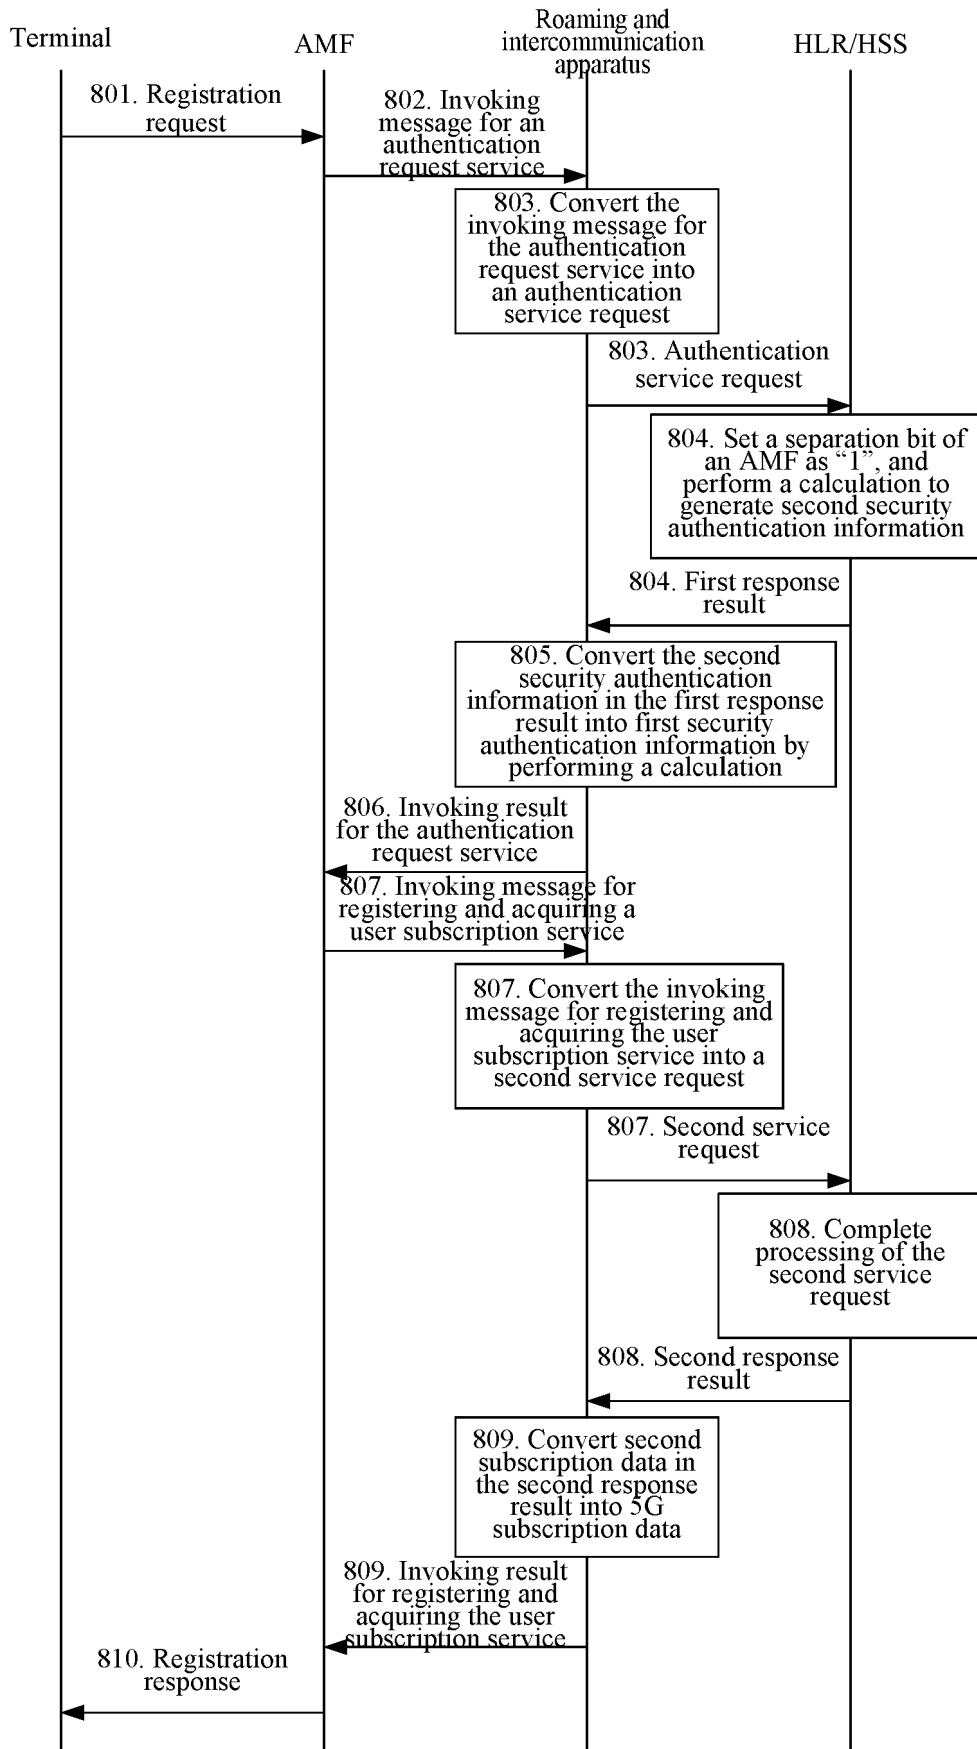 Terminal
AMF
Roaming and
intercommunication
apparatus
HLR/HSS
801. Registration
request
802. Invoking
message for an
authentication
request service
803. Convert the
invoking message for
the authentication
request service into
an authentication
service request
803. Authentication
service request
804. Set a separation bit of
an AMF as “1”, and
perform a calculation to
generate second security
authentication information
804. First response
result
805. Convert the second
security authentication
information in the first response
result into first security
authentication information by
performing a calculation
806. Invoking result
for the authentication
request service
807. Invoking message for
registering and acquiring a
user subscription service
807. Convert the invoking
message for registering and
acquiring the user
subscription service into a
second service request
807. Second service
request
808. Complete
processing of the
second service
request
808. Second response
result
809. Convert second
subscription data in
the second response
result into 5G
subscription data
809. Invoking result
for registering and
acquiring the user
subscription service
810. Registration
response